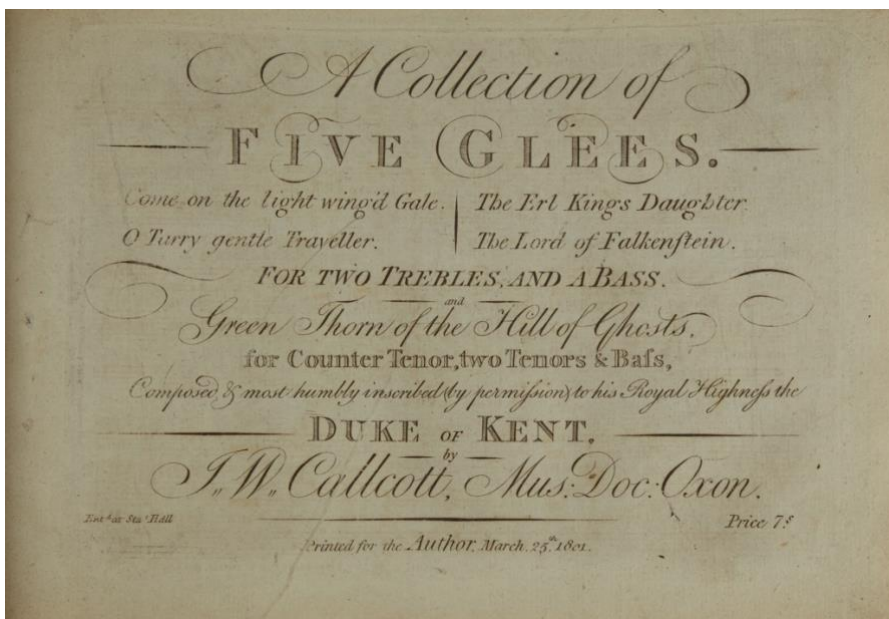 A Collection of
FIVE GLEES.
Come on the light wing'd Gale.
O Tarry gentle Traveller.
The Erl Kings Daughter.
The Lord of Falkenſtein.
FOR TWO TREBLES, AND A BASS.
and
Green Thorn of the Hill of Ghosts,
for Counter Tenor, two Tenors & Baſs,
Composed, & most humbly inscribed (by permiſsion) to his Royal Highneſs the
DUKE OF KENT.
by
J,, W,, Callcott, Mus: Doc: Oxon.
Ent.d at Sta.s Hall
Price 7.s
Printed for the Author, March. 25.th 1801.